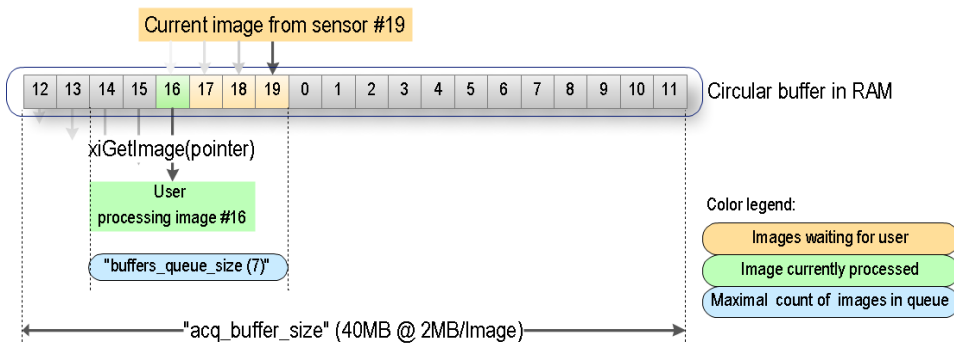 Current image from sensor #19
12 13 14 15 16 17 18 19 0 1 2 3 4 5 6 7 8 9 10 11
Circular buffer in RAM
xiGetImage(pointer)
User
processing image #16
"buffers_queue_size (7)"
"acq_buffer_size" (40MB @ 2MB/Image)
Color legend:
Images waiting for user
Image currently processed
Maximal count of images in queue